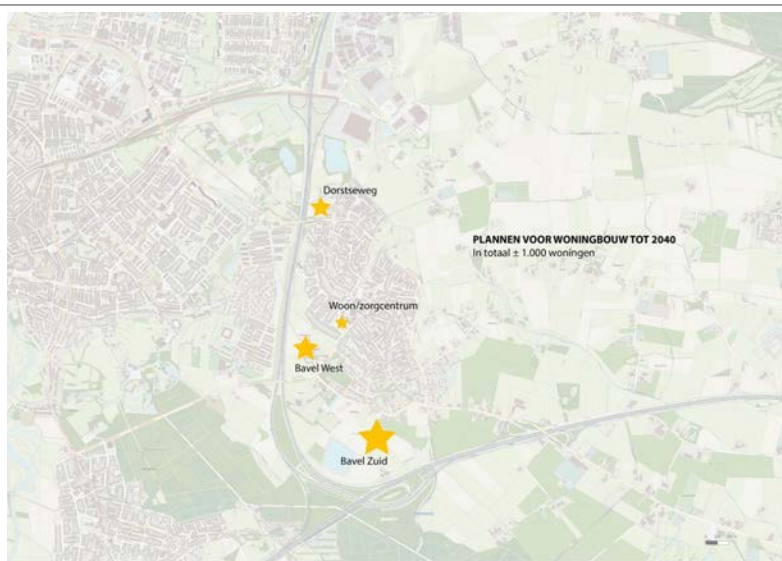 Dorstseweg
PLANNEN VOOR WONINGBOUW TOT 2040
In totaal ± 1.000 woningen
Woon/zorgcentrum
Bavel West
Bavel Zuid